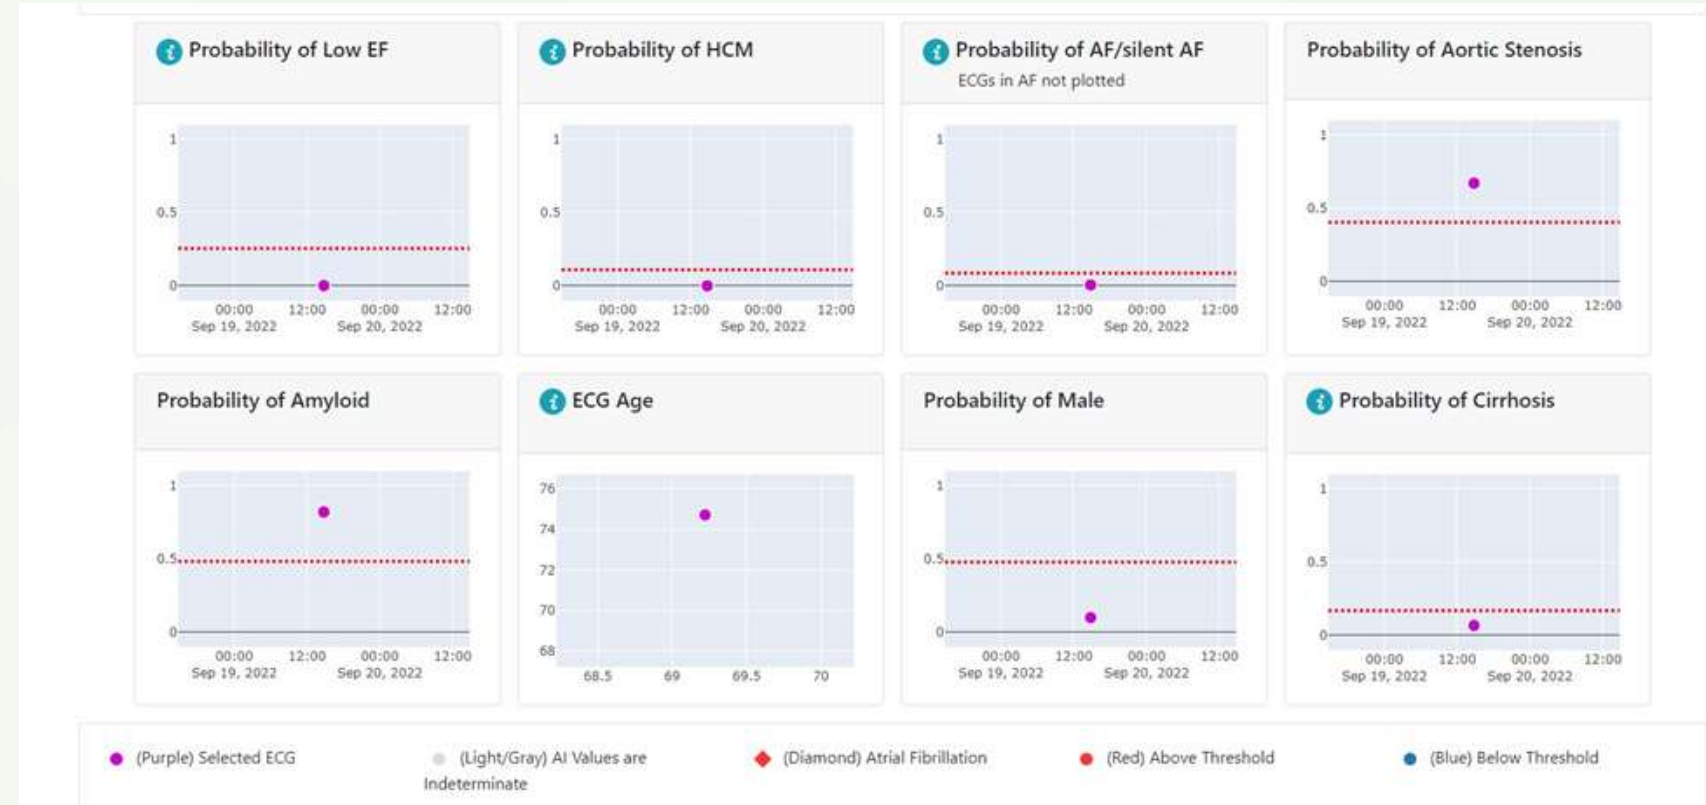 Probability of Low EF
Probability of HCM
Probability of AF/silent AF
ECGs in AF not plotted
Probability of Aortic Stenosis
1
0.5
0
00:00 12:00 00:00 12:00
Sep 19, 2022 Sep 20, 2022
1
0.5
0
00:00 12:00 00:00 12:00
Sep 19, 2022 Sep 20, 2022
1
0.5
0
00:00 12:00 00:00 12:00
Sep 19, 2022 Sep 20, 2022
1
0.5
0
00:00 12:00 00:00 12:00
Sep 19, 2022 Sep 20, 2022
Probability of Amyloid
ECG Age
Probability of Male
Probability of Cirrhosis
1
0.5
0
00:00 12:00 00:00 12:00
Sep 19, 2022 Sep 20, 2022
76
74
72
70
68
68.5 69 69.5 70
1
0.5
0
00:00 12:00 00:00 12:00
Sep 19, 2022 Sep 20, 2022
1
0.5
0
00:00 12:00 00:00 12:00
Sep 19, 2022 Sep 20, 2022
(Purple) Selected ECG
(Light/Gray) AI Values are
Indeterminate
(Diamond) Atrial Fibrillation
(Red) Above Threshold
(Blue) Below Threshold